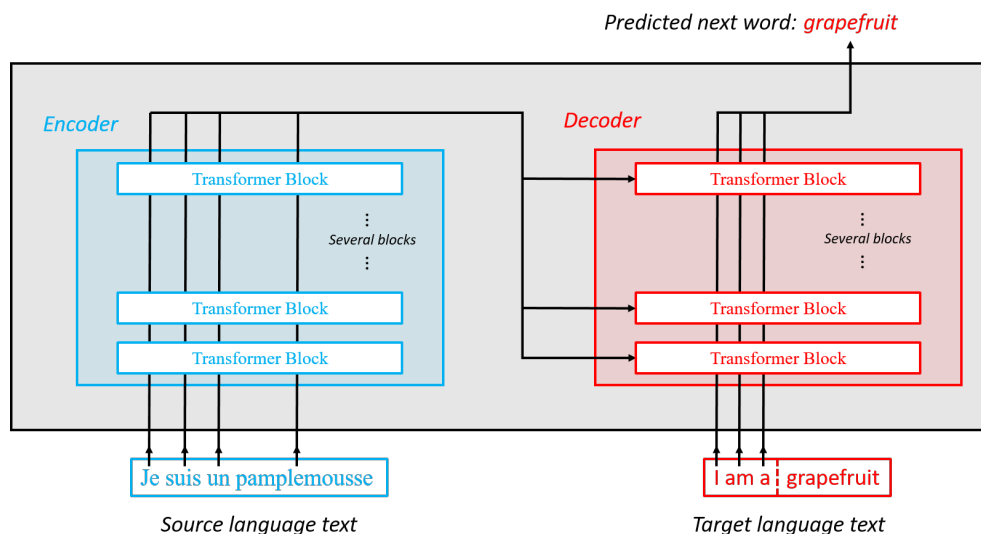 Predicted next word: grapefruit
Encoder
Transformer Block
⋮
Several blocks
⋮
Transformer Block
Transformer Block
Je suis un pamplemousse
Source language text
Decoder
Transformer Block
⋮
Several blocks
⋮
Transformer Block
Transformer Block
I am a grapefruit
Target language text